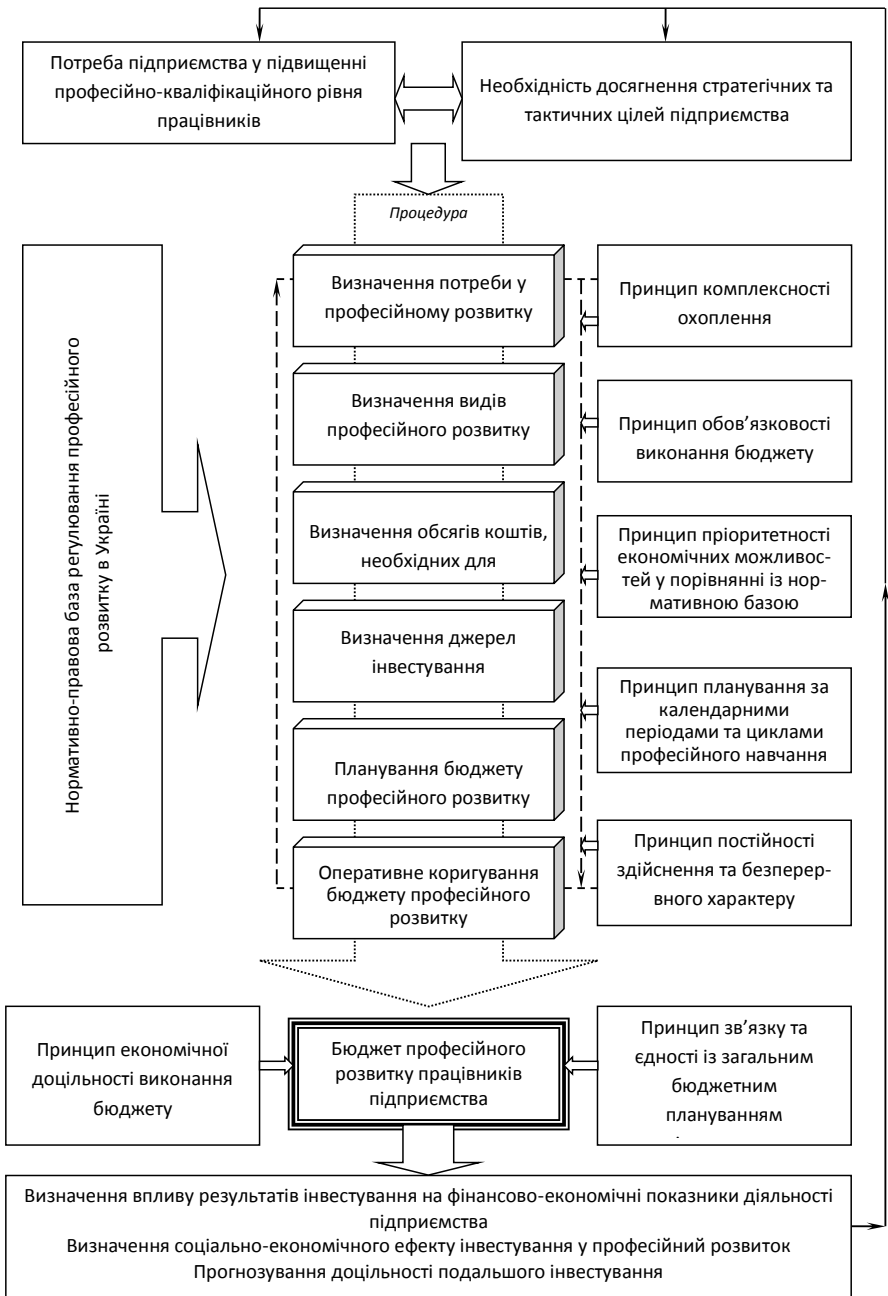 Потреба підприємства у підвищенні
професійно-кваліфікаційного рівня
працівників
Необхідність досягнення стратегічних та
тактичних цілей підприємства
Процедура
Нормативно-правова база регулювання професійного
розвитку в Україні
Визначення потреби у
професійному розвитку
Визначення видів
професійного розвитку
Визначення обсягів коштів,
необхідних для
Визначення джерел
інвестування
Планування бюджету
професійного розвитку
Оперативне коригування
бюджету професійного
розвитку
Принцип комплексності
охоплення
Принцип обов’язковості
виконання бюджету
Принцип пріоритетності
економічних можливос-
тей у порівнянні із нор-
мативною базою
Принцип планування за
календарними
періодами та циклами
професійного навчання
Принцип постійності
здійснення та безперер-
вного характеру
Принцип економічної
доцільності виконання
бюджету
Бюджет професійного
розвитку працівників
підприємства
Принцип зв’язку та
єдності із загальним
бюджетним
плануванням
Визначення впливу результатів інвестування на фінансово-економічні показники діяльності
підприємства
Визначення соціально-економічного ефекту інвестування у професійний розвиток
Прогнозування доцільності подальшого інвестування